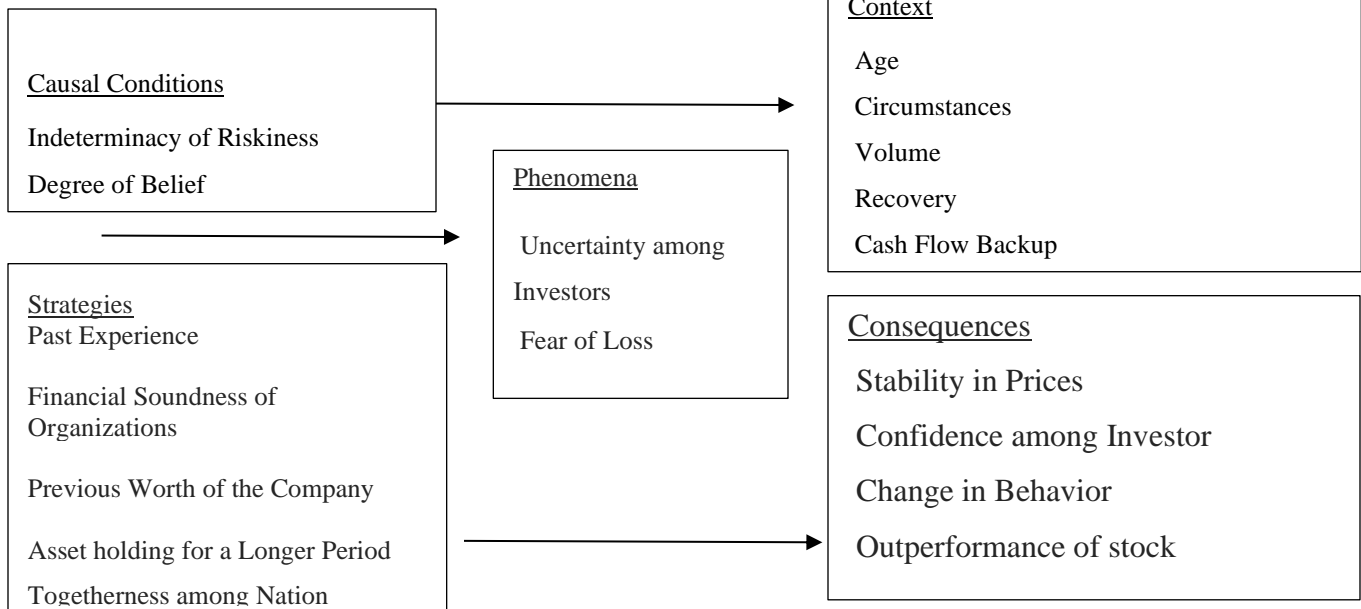 Causal Conditions
Indeterminacy of Riskiness
Degree of Belief
Context
Age
Circumstances
Volume
Recovery
Cash Flow Backup
Phenomena
Uncertainty among
Investors
Fear of Loss
Strategies
Past Experience
Financial Soundness of
Organizations
Previous Worth of the Company
Asset holding for a Longer Period
Togetherness among Nation
Consequences
Stability in Prices
Confidence among Investor
Change in Behavior
Outperformance of stock